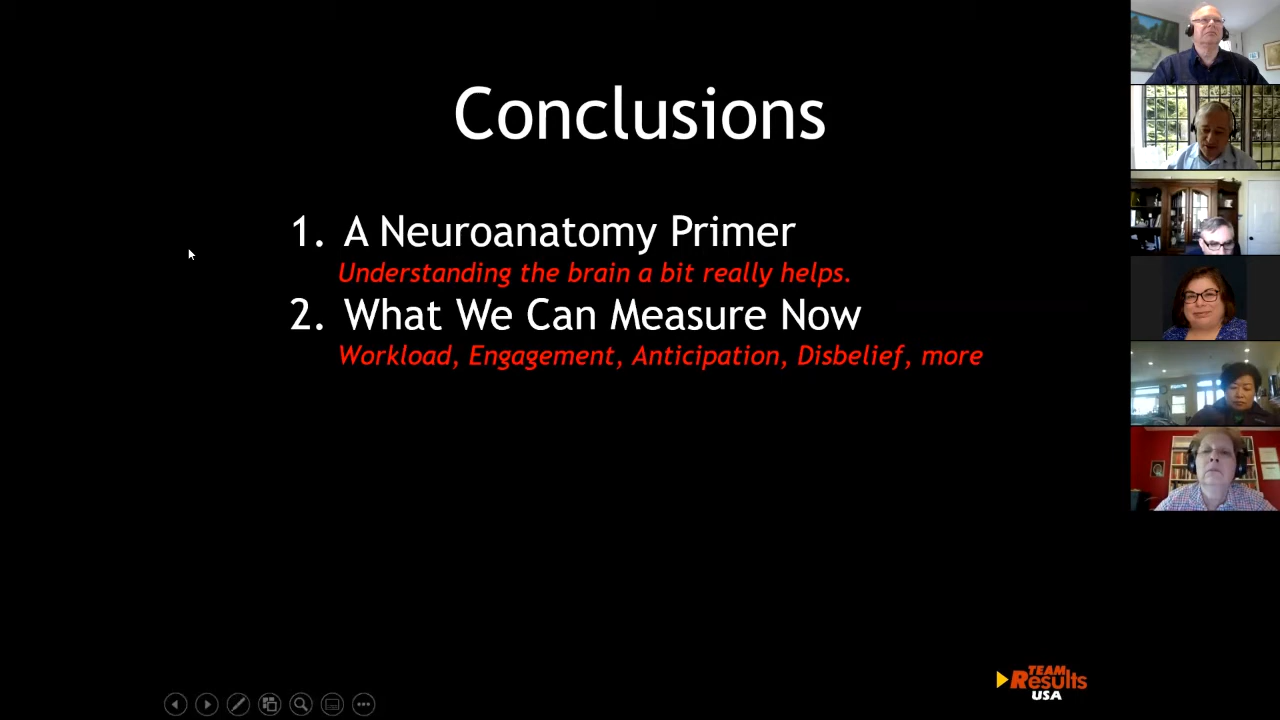 Conclusions
1. A Neuroanatomy Primer
Understanding the brain a bit really helps.
2. What We Can Measure Now
Workload, Engagement, Anticipation, Disbelief, more
TEAM
Results
USA